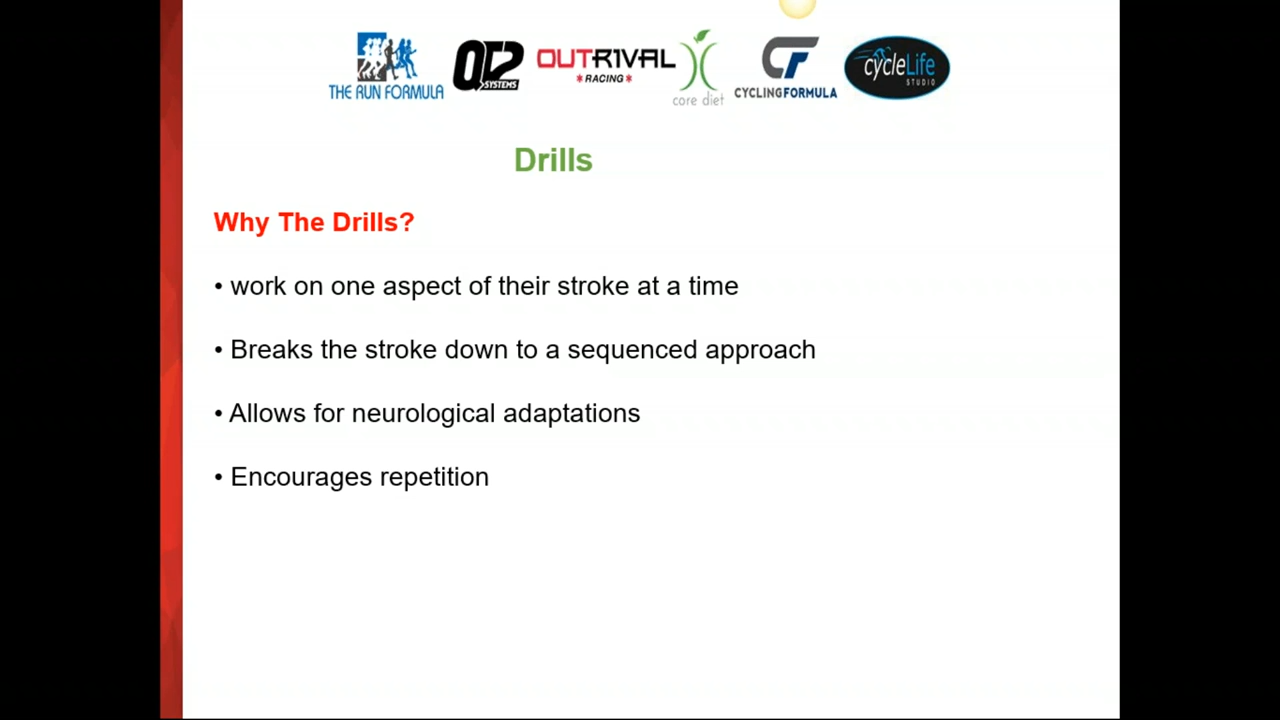 THE RUN FORMULA
QT2 SYSTEMS
OUTRIVAL
RACING
core diet
CYCLINGFORMULA
cycleLife
STUDIO
Drills
Why The Drills?
• work on one aspect of their stroke at a time
• Breaks the stroke down to a sequenced approach
• Allows for neurological adaptations
• Encourages repetition